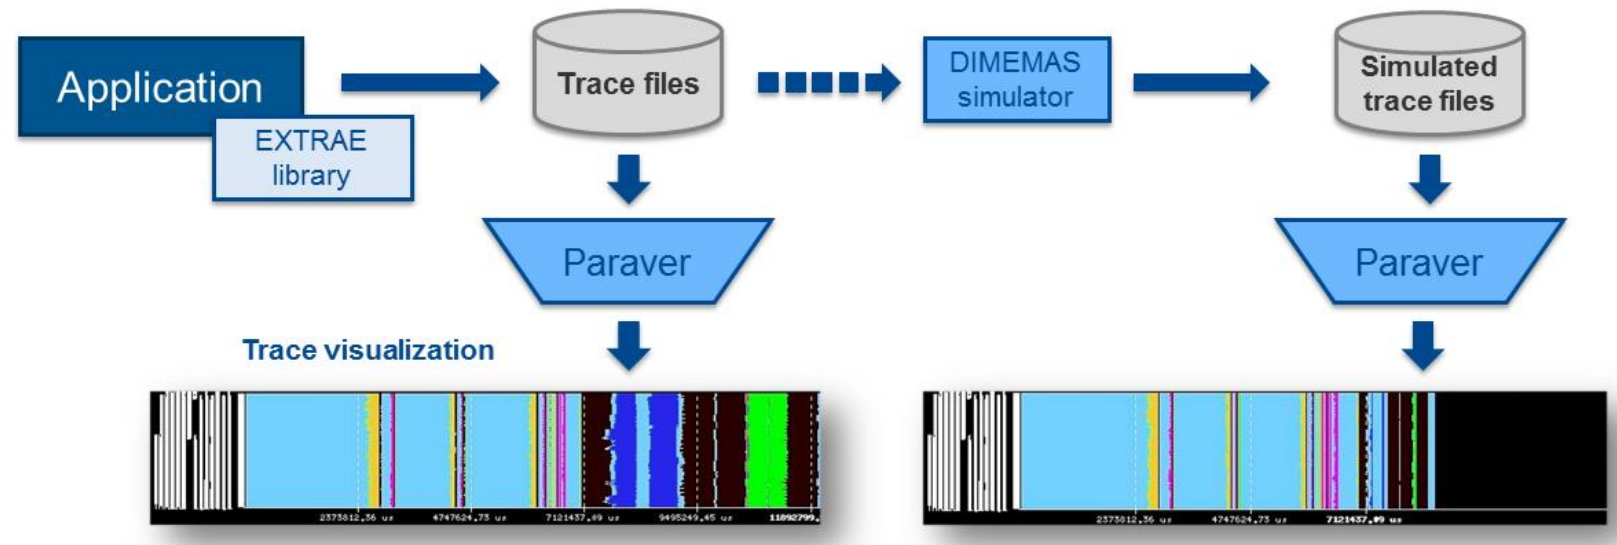 Application
EXTRAE
library
Trace files
DIMEMAS
simulator
Simulated
trace files
Paraver
Paraver
Trace visualization
2373812,36 us
4747624,73 us
7121437,09 us
9495249,45 us
11892799.
2373812,36 us
4747624,73 us
7121437,09 us